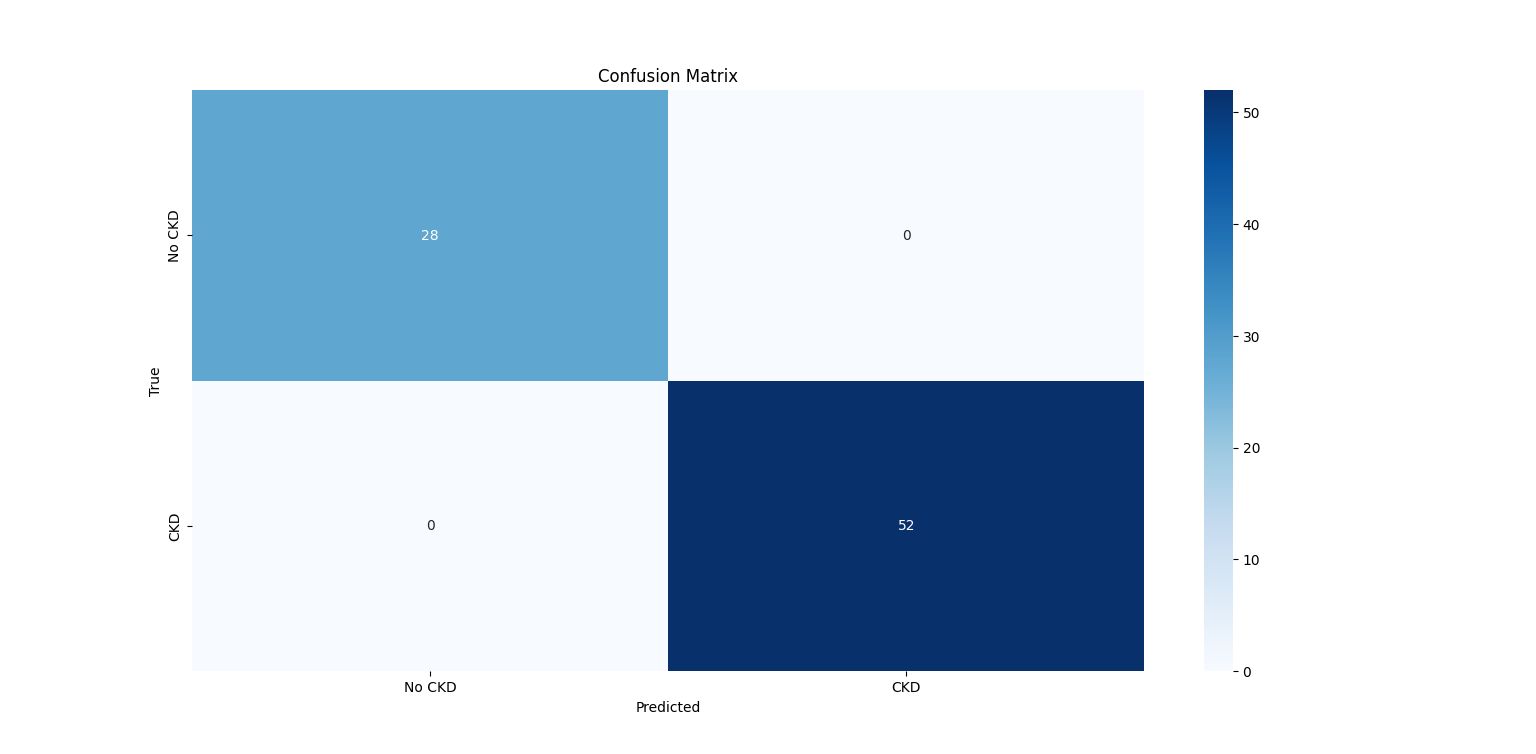 Confusion Matrix
No CKD
28
0
True
CKD
0
52
No CKD
CKD
Predicted
50
40
30
20
10
0